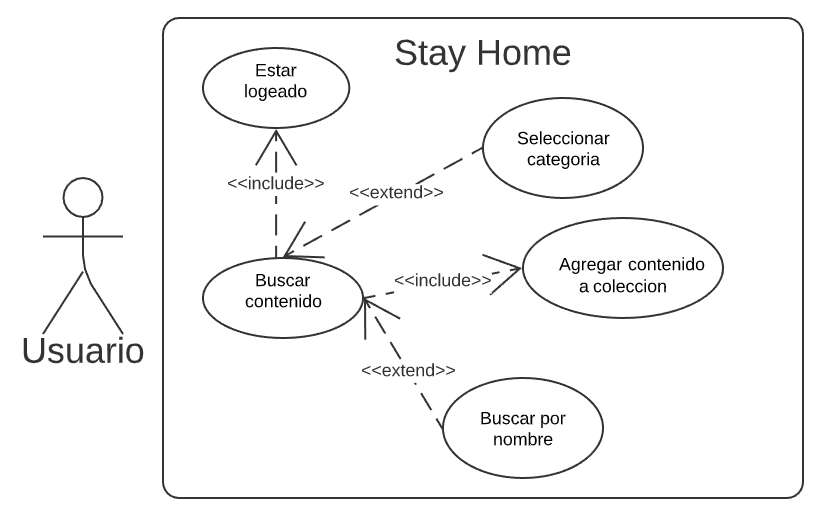 Stay Home
Estar
logeado
Seleccionar
categoria
<<include>>
<<extend>>
Agregar contenido
a coleccion
Buscar
contenido
<<include>>
Usuario
<<extend>>
Buscar por
nombre